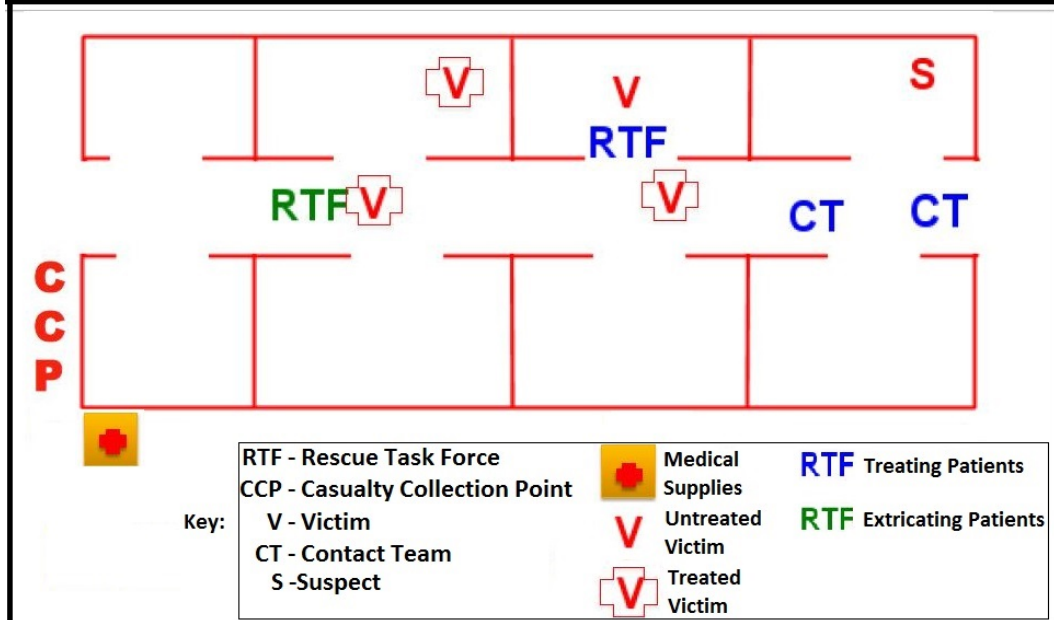 V
V
S
RTF
RTF V
V
CT
CT
C
C
P
Key:
RTF - Rescue Task Force
CCP - Casualty Collection Point
V - Victim
CT - Contact Team
S -Suspect
Medical
Supplies
V Untreated
Victim
V Treated
Victim
RTF Treating Patients
RTF Extricating Patients